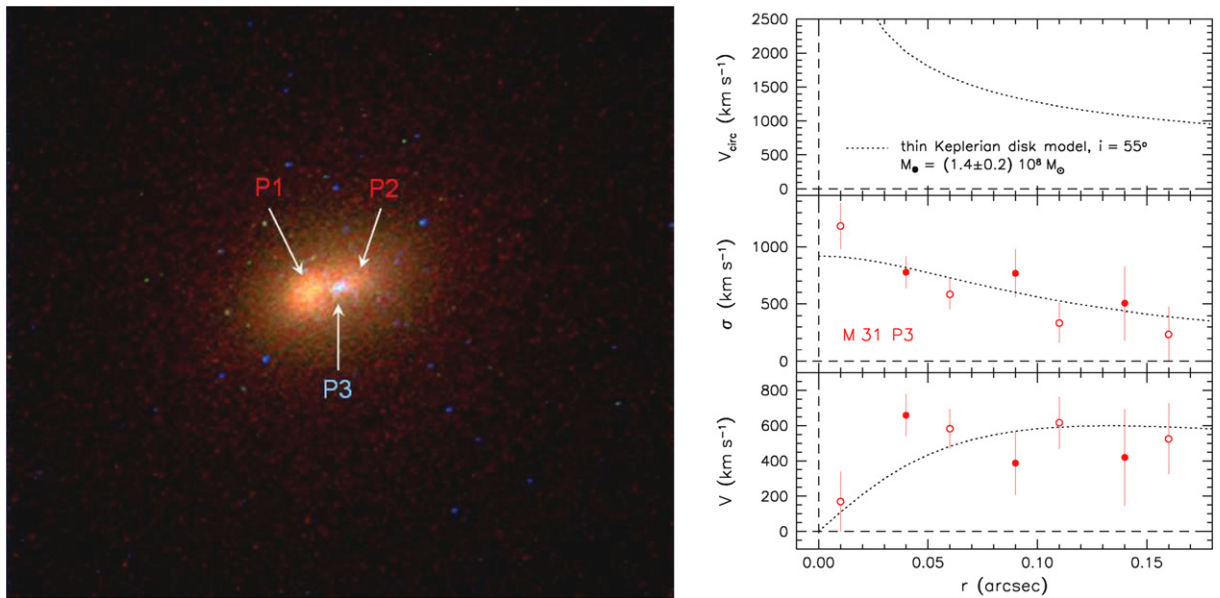 P1
P2
P3
2500
2000
1500
1000
500
0
V_circ (km s⁻¹)
thin Keplerian disk model, i = 55°
M_● = (1.4±0.2) 10⁸ M_⊙
1000
500
0
σ (km s⁻¹)
M 31 P3
800
600
400
200
0
V (km s⁻¹)
0.00 0.05 0.10 0.15
r (arcsec)